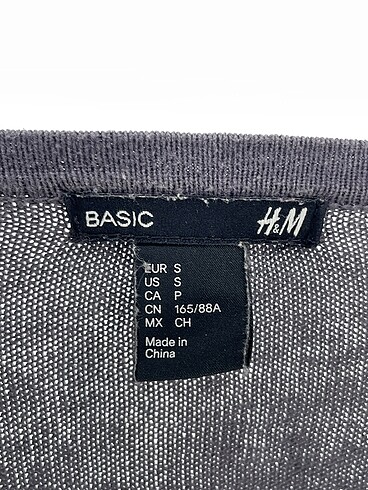 BASIC H&M
EUR S
US S
CA P
CN 165/88A
MX CH
Made in
China